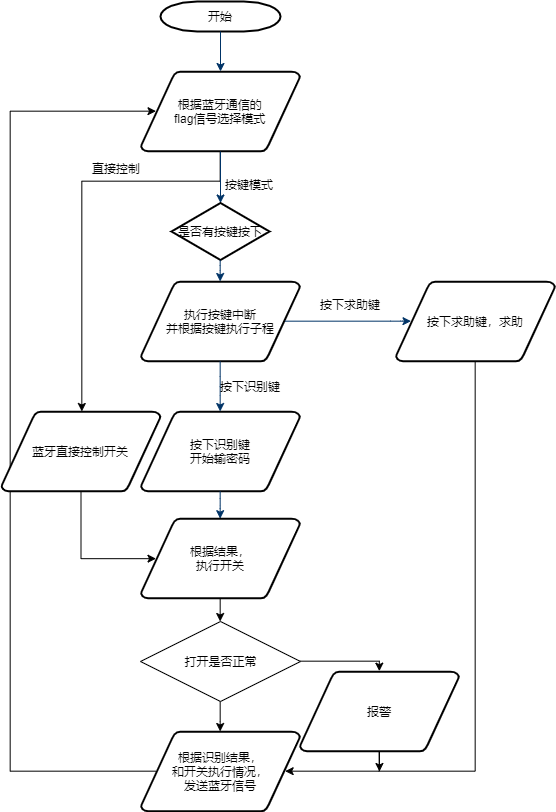 开始
根据蓝牙通信的
flag信号选择模式
直接控制
按键模式
是否有按键按下
执行按键中断
并根据按键执行子程
按下求助键
按下求助键，求助
按下识别键
蓝牙直接控制开关
按下识别键
开始输密码
根据结果，
执行开关
打开是否正常
报警
根据识别结果，
和开关执行情况，
发送蓝牙信号